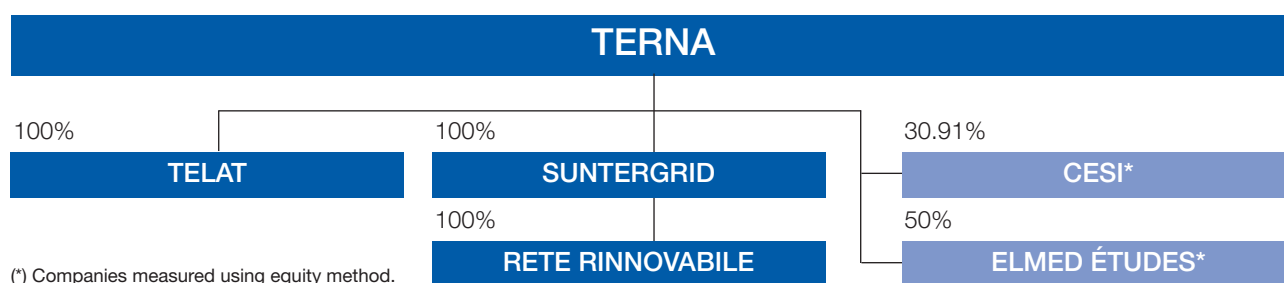 TERNA
100%
TELAT
100%
SUNTERGRID
30.91%
CESI*
100%
RETE RINNOVABILE
50%
ELMED ÉTUDES*
(*) Companies measured using equity method.